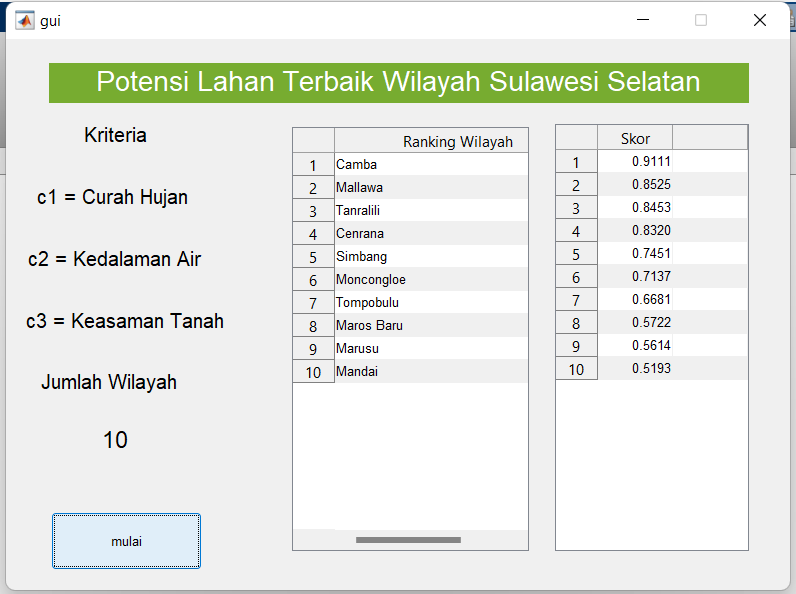 gui
Potensi Lahan Terbaik Wilayah Sulawesi Selatan
Kriteria
c1 = Curah Hujan
c2 = Kedalaman Air
c3 = Keasaman Tanah
Jumlah Wilayah
10
mulai
Ranking Wilayah
1 Camba
2 Mallawa
3 Tanralili
4 Cenrana
5 Simbang
6 Moncongloe
7 Tompobulu
8 Maros Baru
9 Marusu
10 Mandai
Skor
1 0.9111
2 0.8525
3 0.8453
4 0.8320
5 0.7451
6 0.7137
7 0.6681
8 0.5722
9 0.5614
10 0.5193